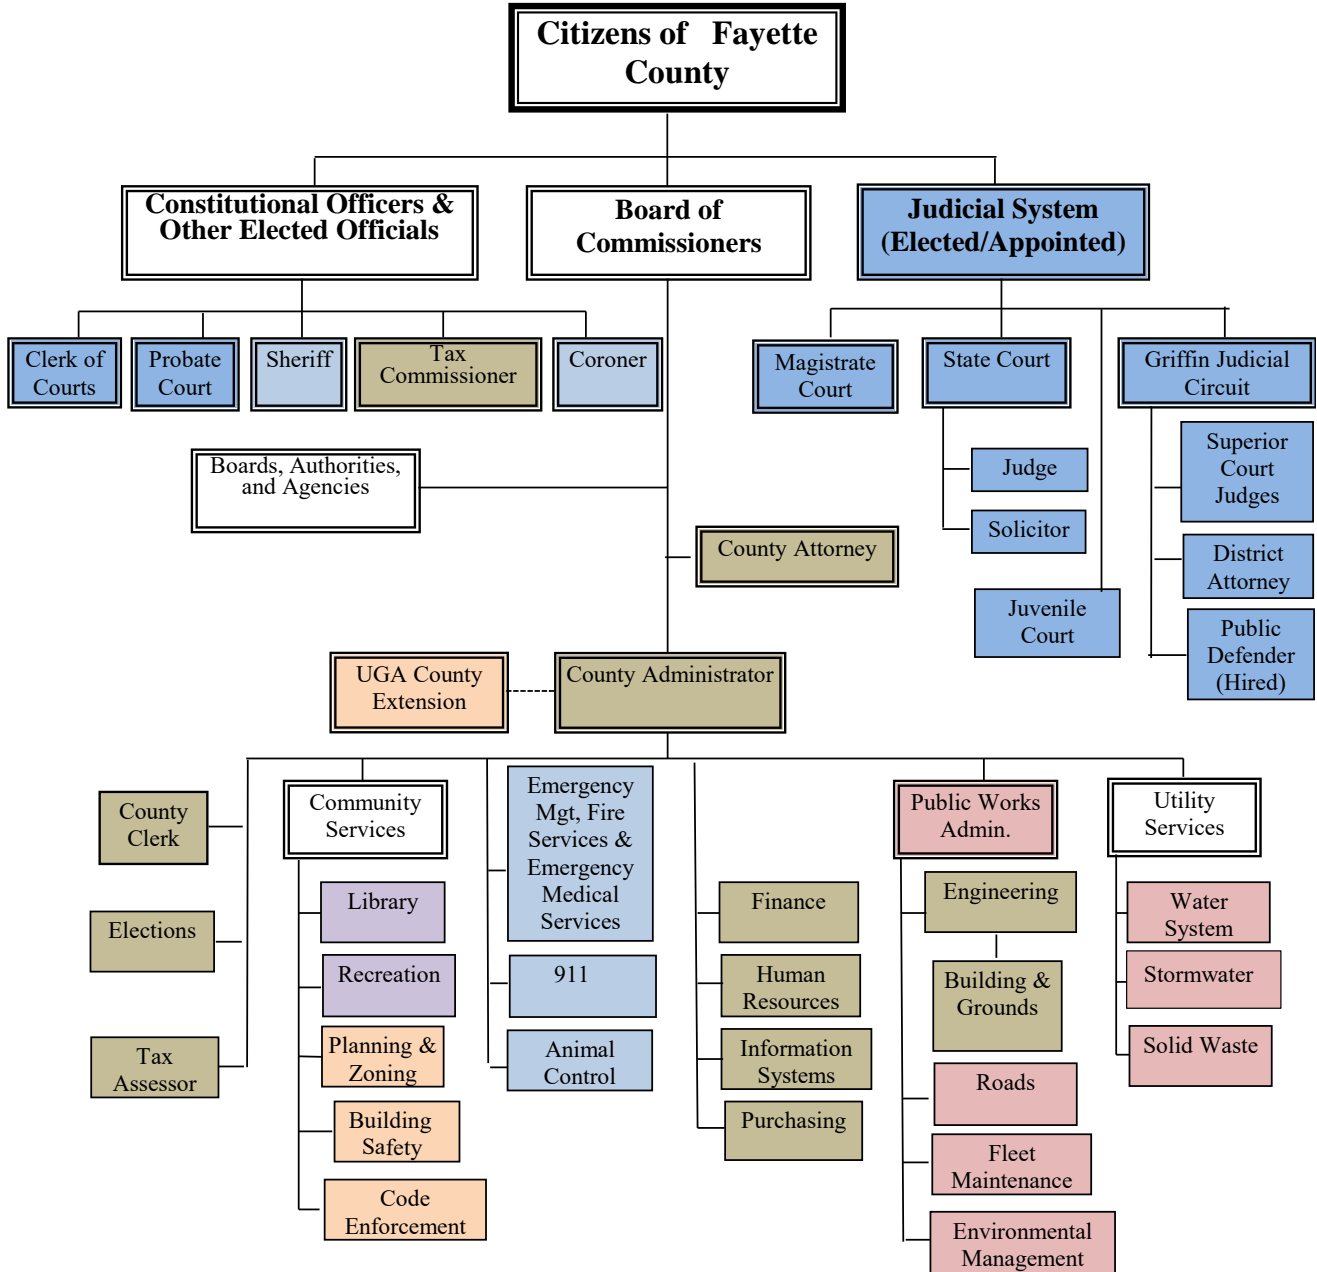 Citizens of Fayette
County
Constitutional Officers &
Other Elected Officials
Board of
Commissioners
Judicial System
(Elected/Appointed)
Clerk of
Courts
Probate
Court
Sheriff
Tax
Commissioner
Coroner
Magistrate
Court
State Court
Griffin Judicial
Circuit
Superior
Court
Judges
Judge
Solicitor
District
Attorney
Juvenile
Court
Public
Defender
(Hired)
Boards, Authorities,
and Agencies
County Attorney
UGA County
Extension
County Administrator
County
Clerk
Elections
Tax
Assessor
Community
Services
Library
Recreation
Planning &
Zoning
Building
Safety
Code
Enforcement
Emergency
Mgt, Fire
Services &
Emergency
Medical
Services
911
Animal
Control
Finance
Human
Resources
Information
Systems
Purchasing
Public Works
Admin.
Engineering
Building &
Grounds
Roads
Fleet
Maintenance
Environmental
Management
Utility
Services
Water
System
Stormwater
Solid Waste